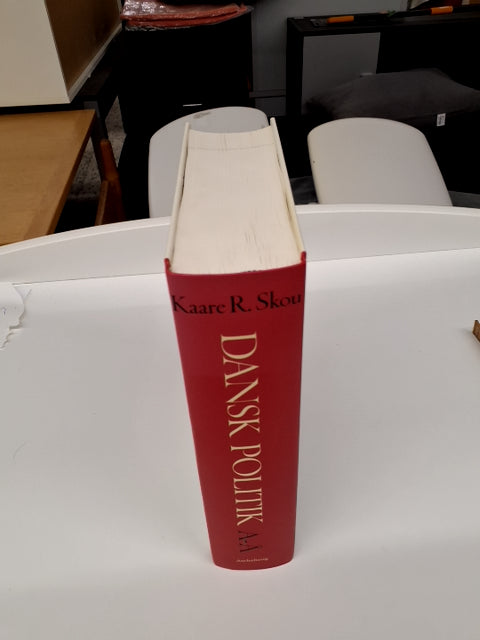 Kaare R. Skou
DANSK POLITIK A-Å
Aschehoug